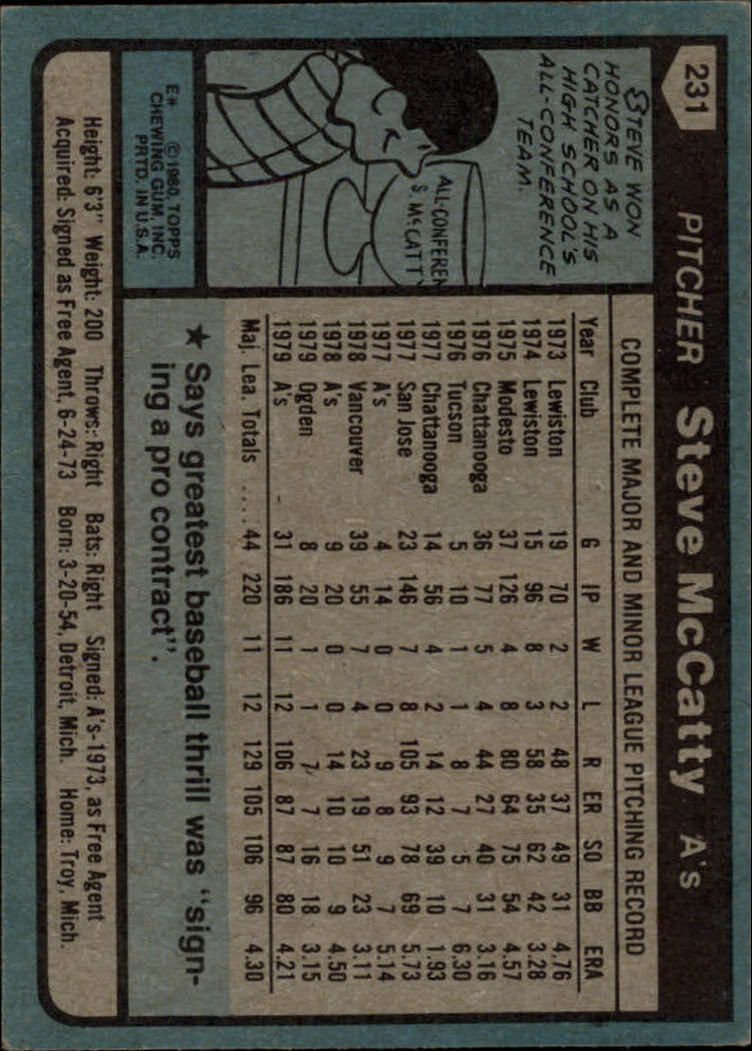 231
PITCHER Steve McCatty A's
STEVE WON
HONORS AS A
CATCHER ON HIS
HIGH SCHOOL'S
ALL-CONFERENCE
TEAM.
ALL-CONFEREN
S. McCATT
E* ©1980 TOPPS
CHEWING GUM, INC.
PRTD. IN U.S.A.
COMPLETE MAJOR AND MINOR LEAGUE PITCHING RECORD
Year Club G IP W L R ER SO BB ERA
1973 Lewiston 19 70 2 2 48 37 49 31 4.76
1974 Lewiston 15 96 8 3 58 35 62 42 3.28
1975 Modesto 37 126 4 8 80 64 75 54 4.57
1976 Chattanooga 36 77 5 4 44 27 40 31 3.16
1976 Tucson 5 10 1 1 8 7 5 7 6.30
1977 Chattanooga 14 56 4 2 14 12 39 10 1.93
1977 San Jose 23 146 7 8 105 93 78 69 5.73
1977 A's 4 14 0 0 9 8 9 7 5.14
1978 Vancouver 39 55 7 4 23 19 51 23 3.11
1978 A's 9 20 0 0 14 10 10 9 4.50
1979 Ogden 8 20 1 1 7 7 16 18 3.15
1979 A's 31 186 11 12 106 87 87 80 4.21
Maj. Lea. Totals .... 44 220 11 12 129 105 106 96 4.30
★ Says greatest baseball thrill was "sign-
ing a pro contract".
Height: 6'3" Weight: 200 Throws: Right Bats: Right Signed: A's-1973, as Free Agent
Acquired: Signed as Free Agent, 6-24-73 Born: 3-20-54, Detroit, Mich. Home: Troy, Mich.